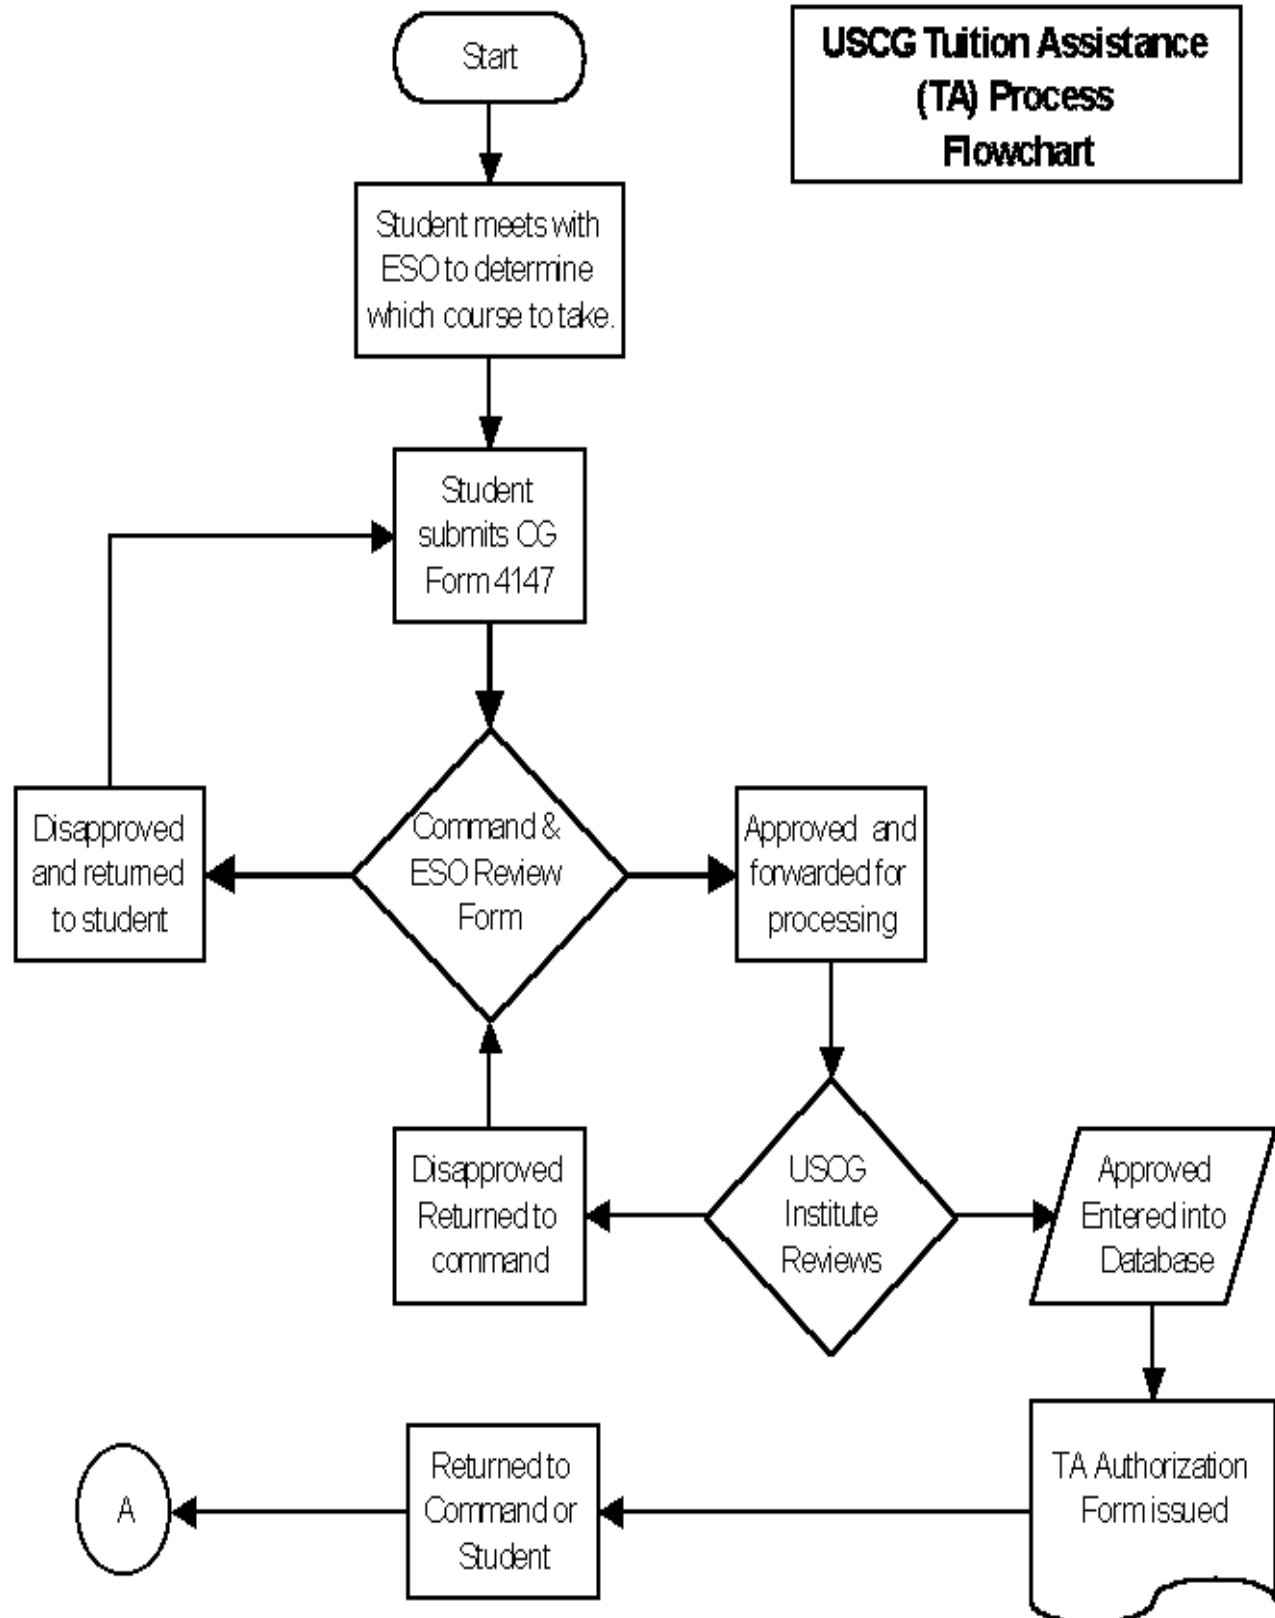 Start
USCG Tuition Assistance
(TA) Process
Flowchart
Student meets with
ESO to determine
which course to take.
Student
submits CG
Form 4147
Disapproved
and returned
to student
Command &
ESO Review
Form
Approved and
forwarded for
processing
Disapproved
Returned to
command
USCG
Institute
Reviews
Approved
Entered into
Database
A
Returned to
Command or
Student
TA Authorization
Form issued